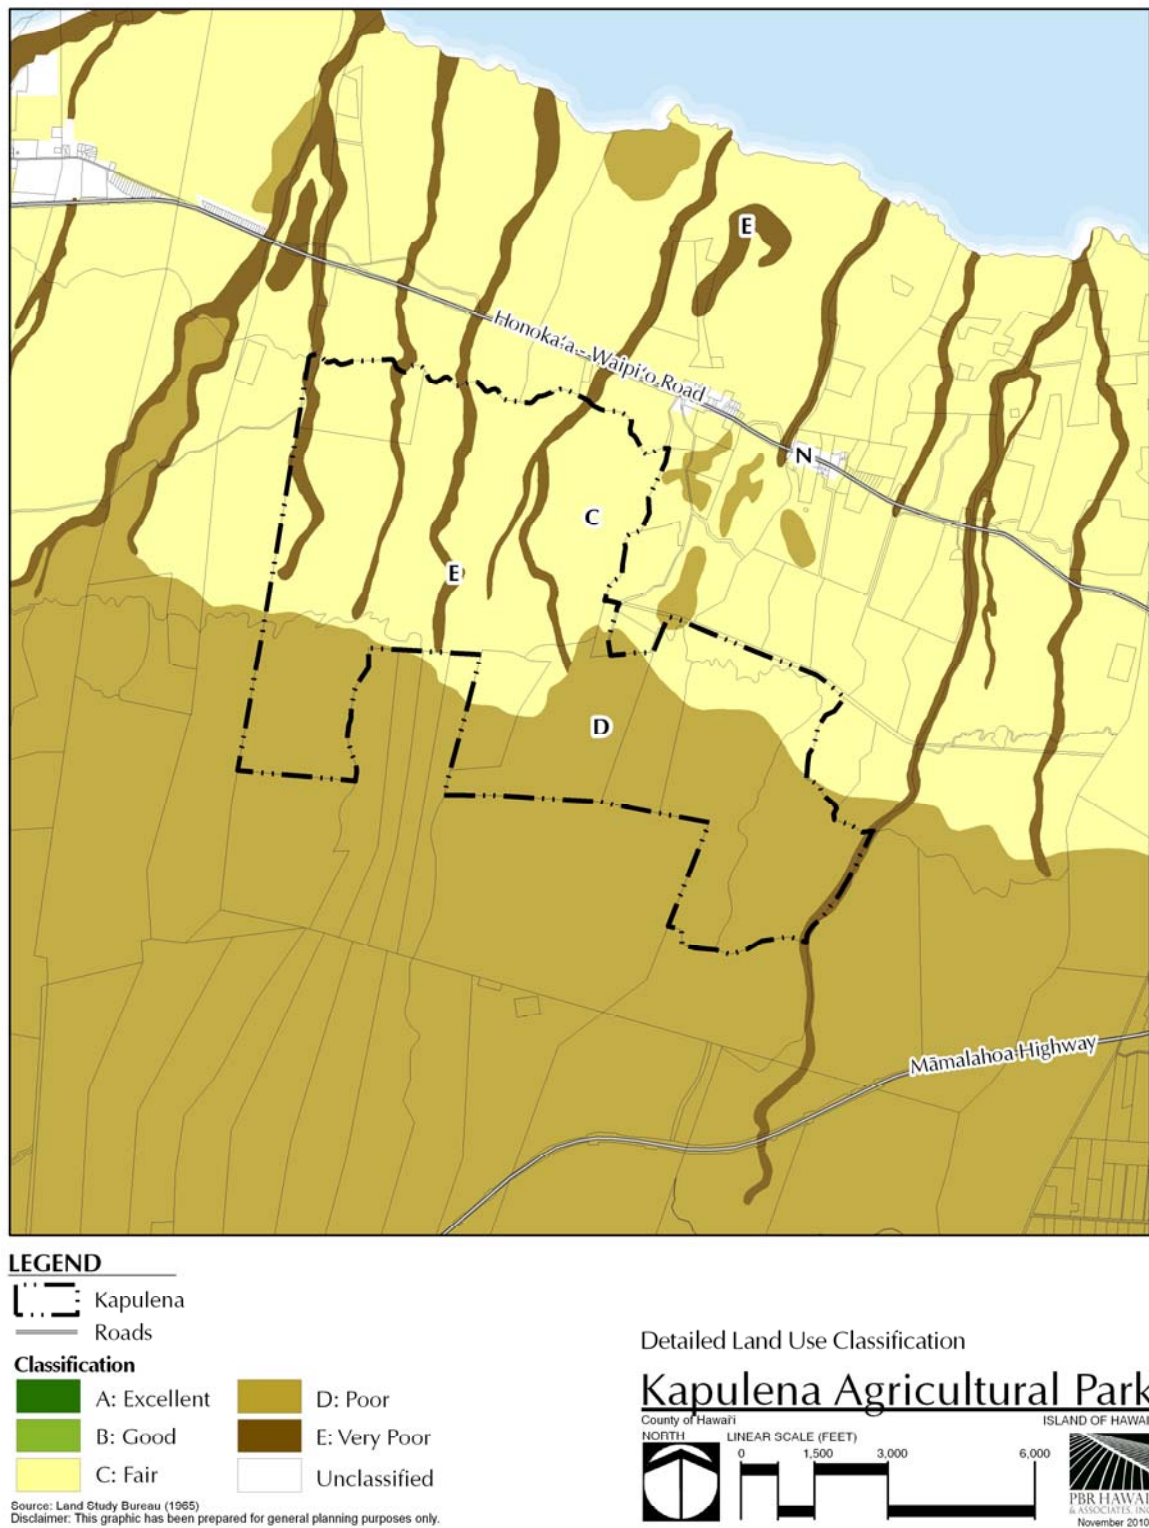 E
Honoka'a - Waipi'o Road
N
C
E
D
Māmalahoa Highway
LEGEND
Kapulena
Roads
Classification
A: Excellent
B: Good
C: Fair
D: Poor
E: Very Poor
Unclassified
Source: Land Study Bureau (1965)
Disclaimer: This graphic has been prepared for general planning purposes only.
Detailed Land Use Classification
Kapulena Agricultural Park
County of Hawai'i
ISLAND OF HAWAI
NORTH
LINEAR SCALE (FEET)
0 1,500 3,000 6,000
PBR HAWAII
& ASSOCIATES, INC
November 2010